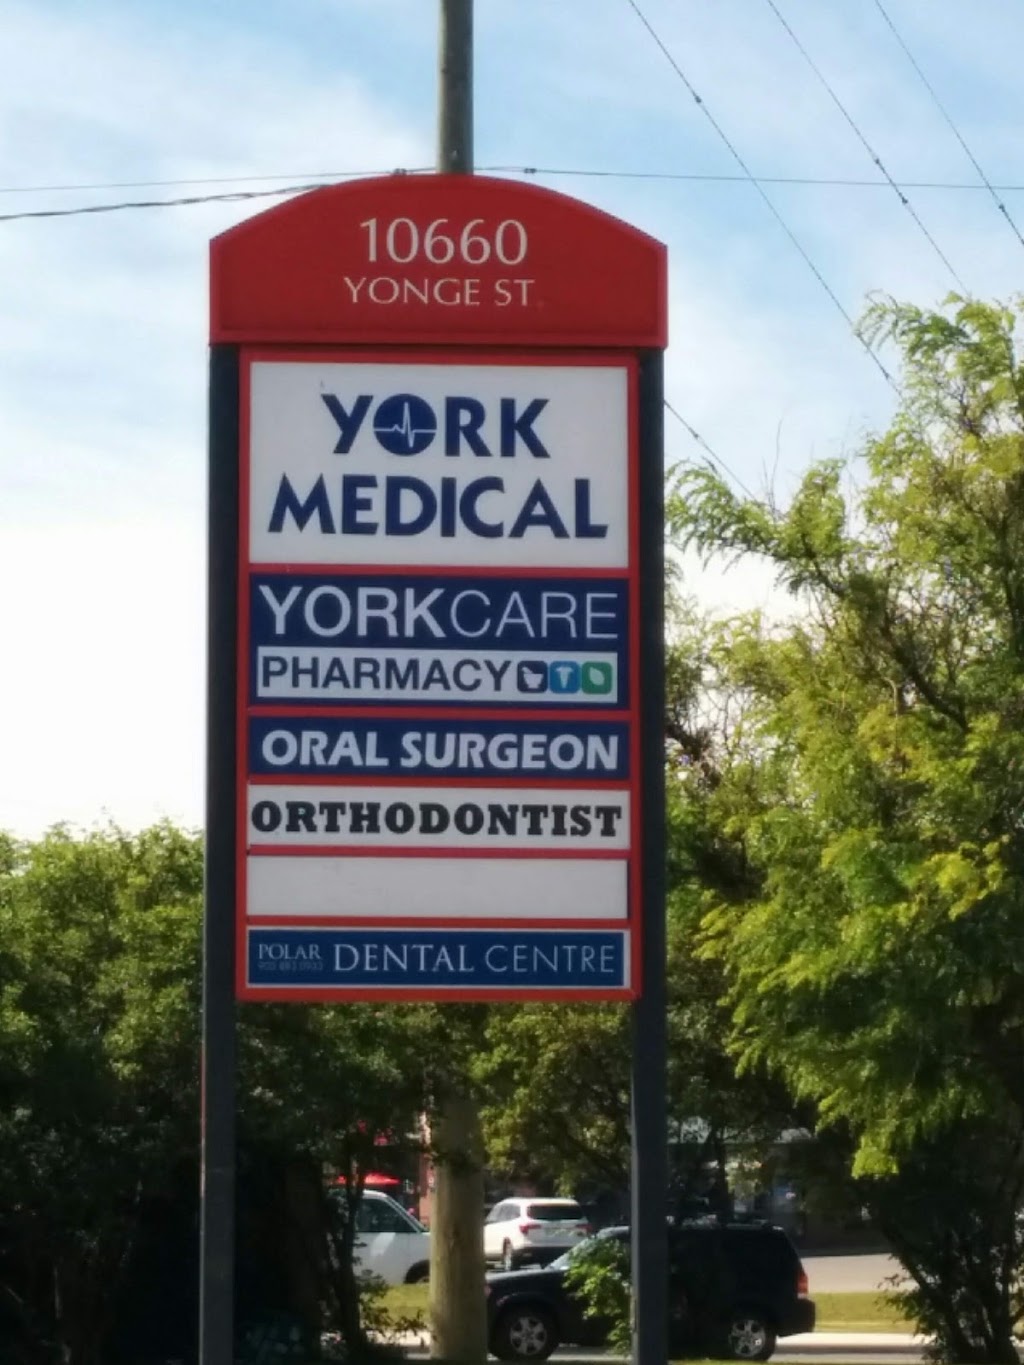 10660
YONGE ST.
YORK
MEDICAL
YORKCARE
PHARMACY
ORAL SURGEON
ORTHODONTIST
POLAR DENTAL CENTRE